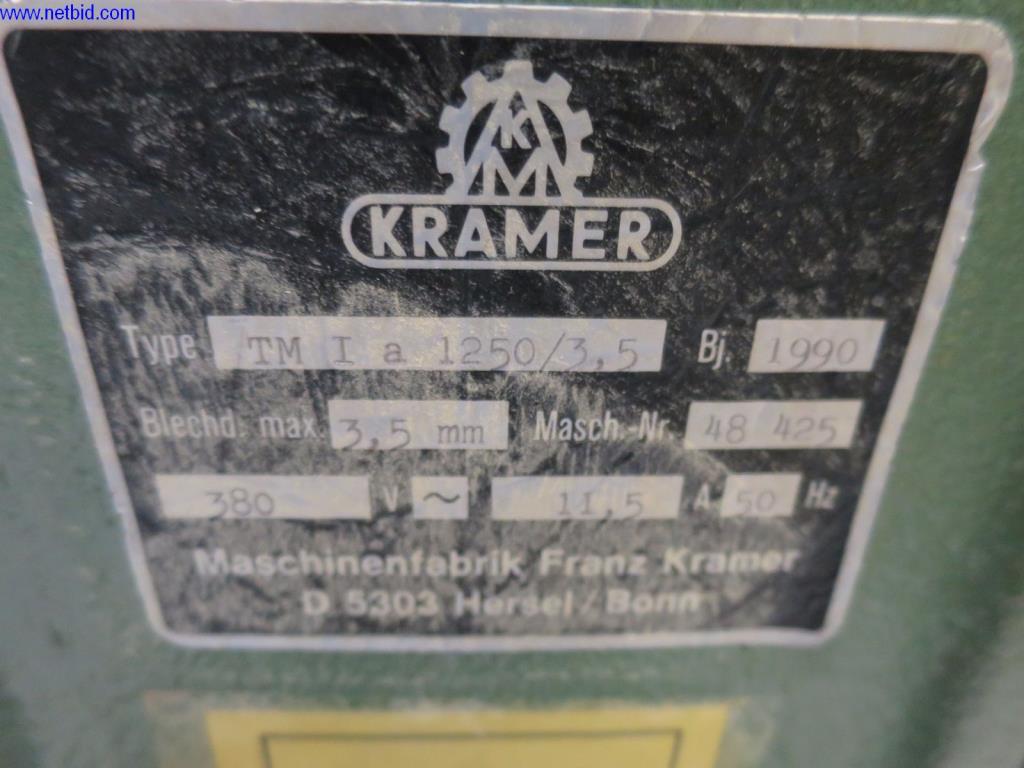 www.netbid.com
K
M
KRAMER
Type TM I a 1250/3,5 Bj. 1990
Blechd. max. 3,5 mm Masch.-Nr. 48 425
380 V ~ 11,5 A 50 Hz
Maschinenfabrik Franz Kramer
D 5303 Hersel/Bonn